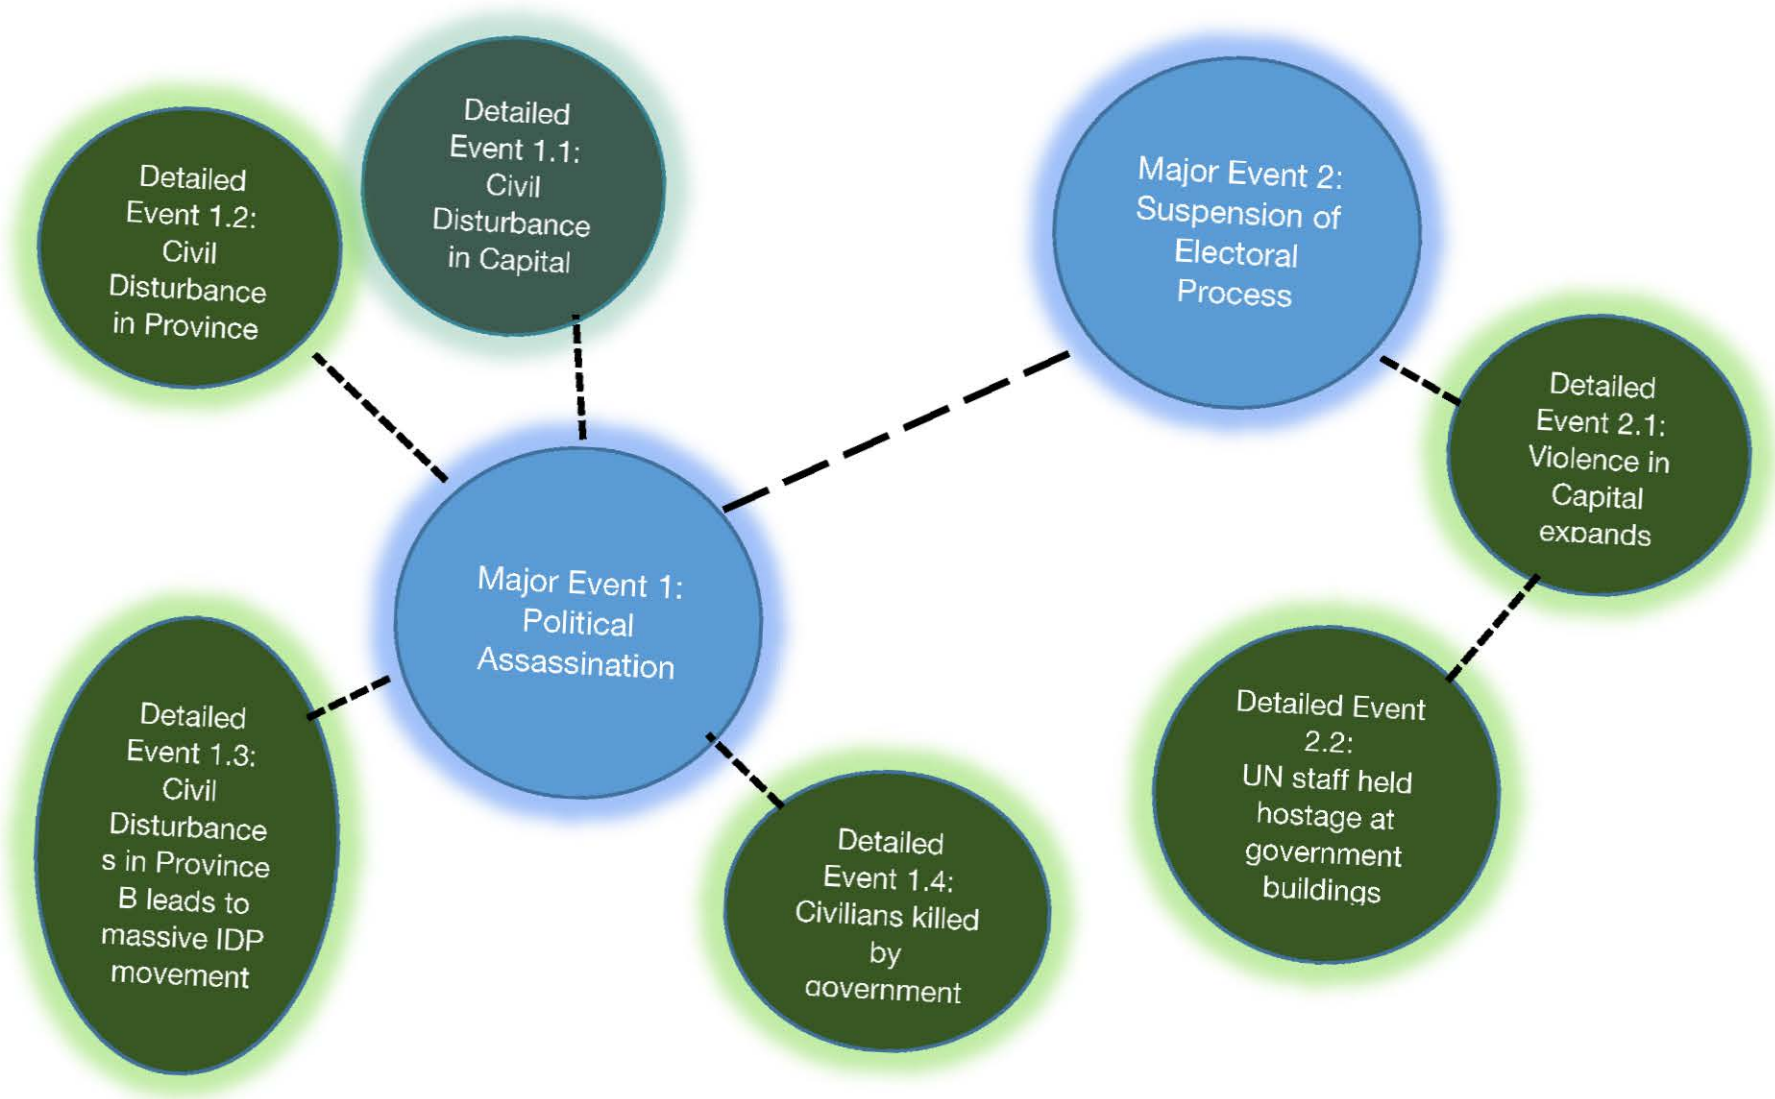 Detailed
Event 1.1:
Civil
Disturbance
in Capital
Detailed
Event 1.2:
Civil
Disturbance
in Province
Major Event 2:
Suspension of
Electoral
Process
Detailed
Event 2.1:
Violence in
Capital
expands
Major Event 1:
Political
Assassination
Detailed
Event 1.3:
Civil
Disturbance
s in Province
B leads to
massive IDP
movement
Detailed
Event 1.4:
Civilians killed
by
government
Detailed Event
2.2:
UN staff held
hostage at
government
buildings